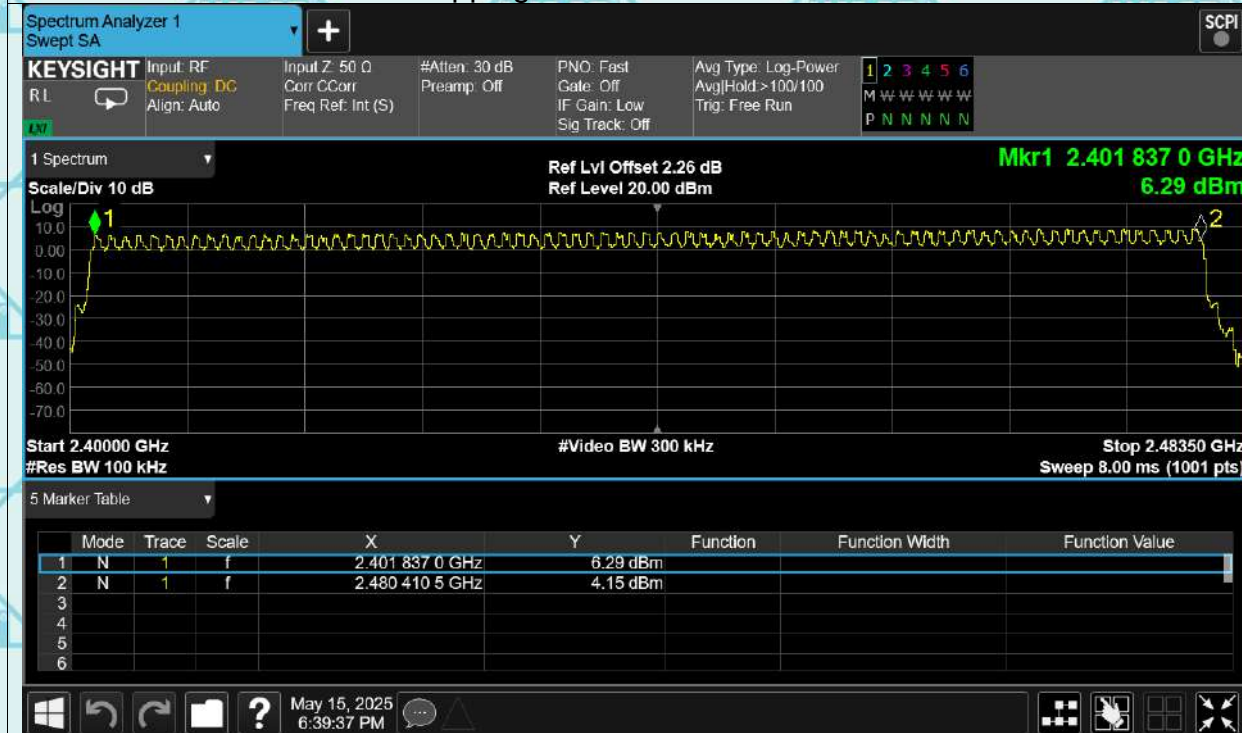 pping
Spectrum Analyzer 1
Swept SA
+
SCPI
KEYSIGHT
RL
LXI
Input: RF
Coupling: DC
Align: Auto
Input Z: 50 Ω
Corr CCorr
Freq Ref: Int (S)
#Atten: 30 dB
Preamp: Off
PNO: Fast
Gate: Off
IF Gain: Low
Sig Track: Off
Avg Type: Log-Power
Avg|Hold:>100/100
Trig: Free Run
1 2 3 4 5 6
M W W W W W
P N N N N N
1 Spectrum
Scale/Div 10 dB
Ref Lvl Offset 2.26 dB
Ref Level 20.00 dBm
Mkr1 2.401 837 0 GHz
6.29 dBm
Log
1
2
10.0
0.00
-10.0
-20.0
-30.0
-40.0
-50.0
-60.0
-70.0
Start 2.40000 GHz
#Video BW 300 kHz
Stop 2.48350 GHz
#Res BW 100 kHz
Sweep 8.00 ms (1001 pts)
5 Marker Table
Mode Trace Scale X Y Function Function Width Function Value
1 N 1 f 2.401 837 0 GHz 6.29 dBm
2 N 1 f 2.480 410 5 GHz 4.15 dBm
3
4
5
6
?
May 15, 2025
6:39:37 PM